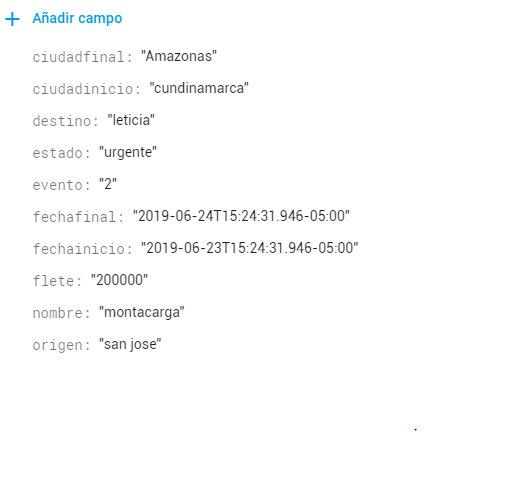 + Añadir campo
ciudadfinal: "Amazonas"
ciudadinicio: "cundinamarca"
destino: "leticia"
estado: "urgente"
evento: "2"
fechafinal: "2019-06-24T15:24:31.946-05:00"
fechainicio: "2019-06-23T15:24:31.946-05:00"
flete: "200000"
nombre: "montacarga"
origen: "san jose"